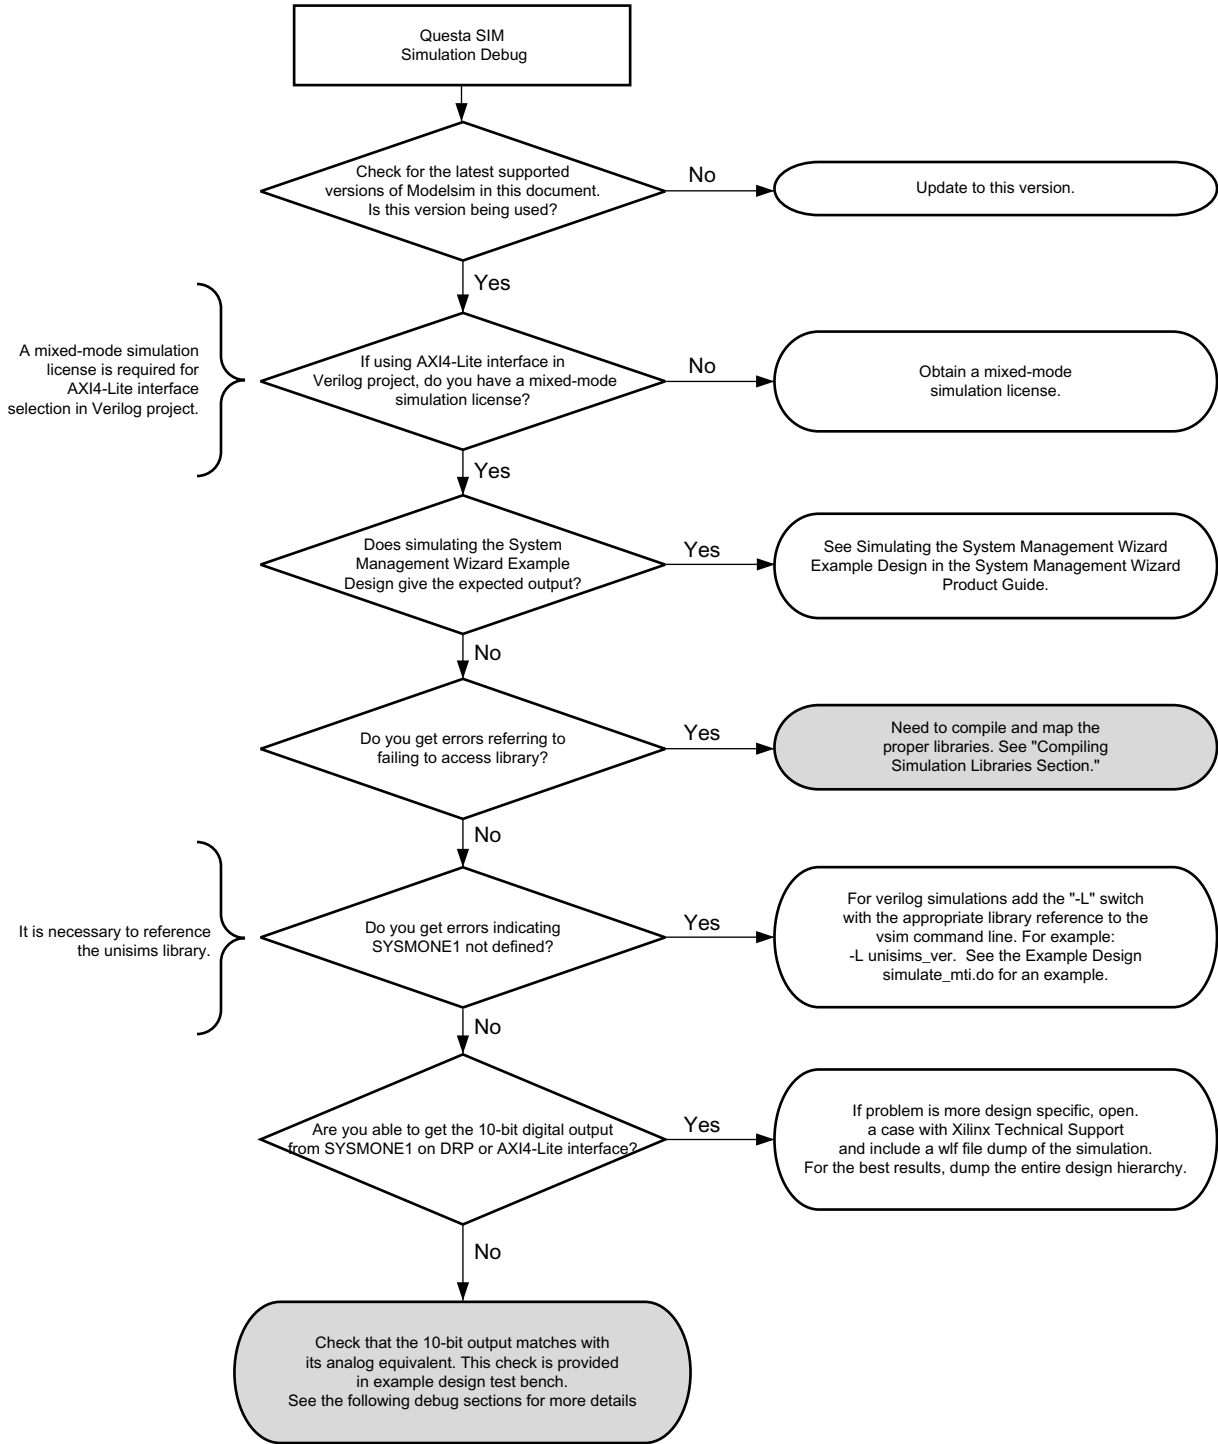 Questa SIM
Simulation Debug
Check for the latest supported
versions of Modelsim in this document.
Is this version being used?
No
Update to this version.
Yes
A mixed-mode simulation
license is required for
AXI4-Lite interface
selection in Verilog project.
If using AXI4-Lite interface in
Verilog project, do you have a mixed-mode
simulation license?
No
Obtain a mixed-mode
simulation license.
Yes
Does simulating the System
Management Wizard Example
Design give the expected output?
Yes
See Simulating the System Management Wizard
Example Design in the System Management Wizard
Product Guide.
No
Do you get errors referring to
failing to access library?
Yes
Need to compile and map the
proper libraries. See "Compiling
Simulation Libraries Section."
No
It is necessary to reference
the unisims library.
Do you get errors indicating
SYSMONE1 not defined?
Yes
For verilog simulations add the "-L" switch
with the appropriate library reference to the
vsim command line. For example:
-L unisims_ver.  See the Example Design
simulate_mti.do for an example.
No
Are you able to get the 10-bit digital output
from SYSMONE1 on DRP or AXI4-Lite interface?
Yes
If problem is more design specific, open.
a case with Xilinx Technical Support
and include a wlf file dump of the simulation.
For the best results, dump the entire design hierarchy.
No
Check that the 10-bit output matches with
its analog equivalent. This check is provided
in example design test bench.
See the following debug sections for more details